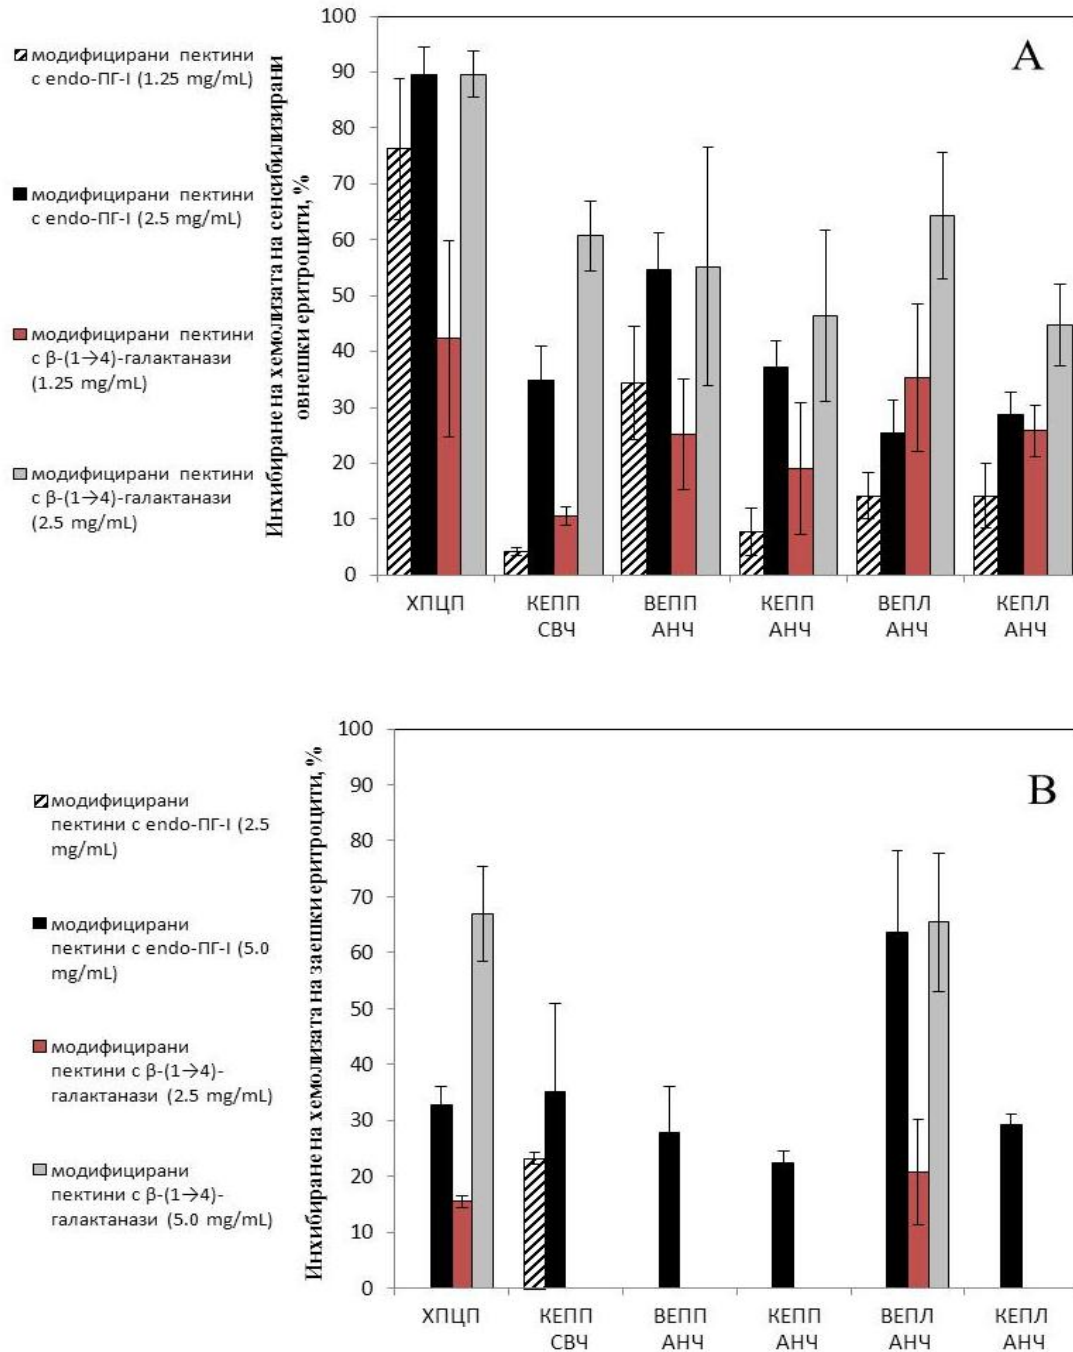 модифицирани пектини
с endo-ПГ-I (1.25 mg/mL)
модифицирани пектини
с endo-ПГ-I (2.5 mg/mL)
модифицирани пектини
с β-(1→4)-галактанази
(1.25 mg/mL)
модифицирани пектини
с β-(1→4)-галактанази
(2.5 mg/mL)
Инхибиране на хемолизата на сенсибилизирани
овнешки еритроцити, %
100
90
80
70
60
50
40
30
20
10
0
A
ХПЦП
КЕПП
СВЧ
ВЕПП
АНЧ
КЕПП
АНЧ
ВЕПЛ
АНЧ
КЕПЛ
АНЧ
модифицирани
пектини с endo-ПГ-I (2.5
mg/mL)
модифицирани
пектини с endo-ПГ-I (5.0
mg/mL)
модифицирани
пектини с β-(1→4)-
галактанази (2.5 mg/mL)
модифицирани
пектини с β-(1→4)-
галактанази (5.0 mg/mL)
Инхибиране на хемолизата на заешки еритроцити, %
100
90
80
70
60
50
40
30
20
10
0
B
ХПЦП
КЕПП
СВЧ
ВЕПП
АНЧ
КЕПП
АНЧ
ВЕПЛ
АНЧ
КЕПЛ
АНЧ